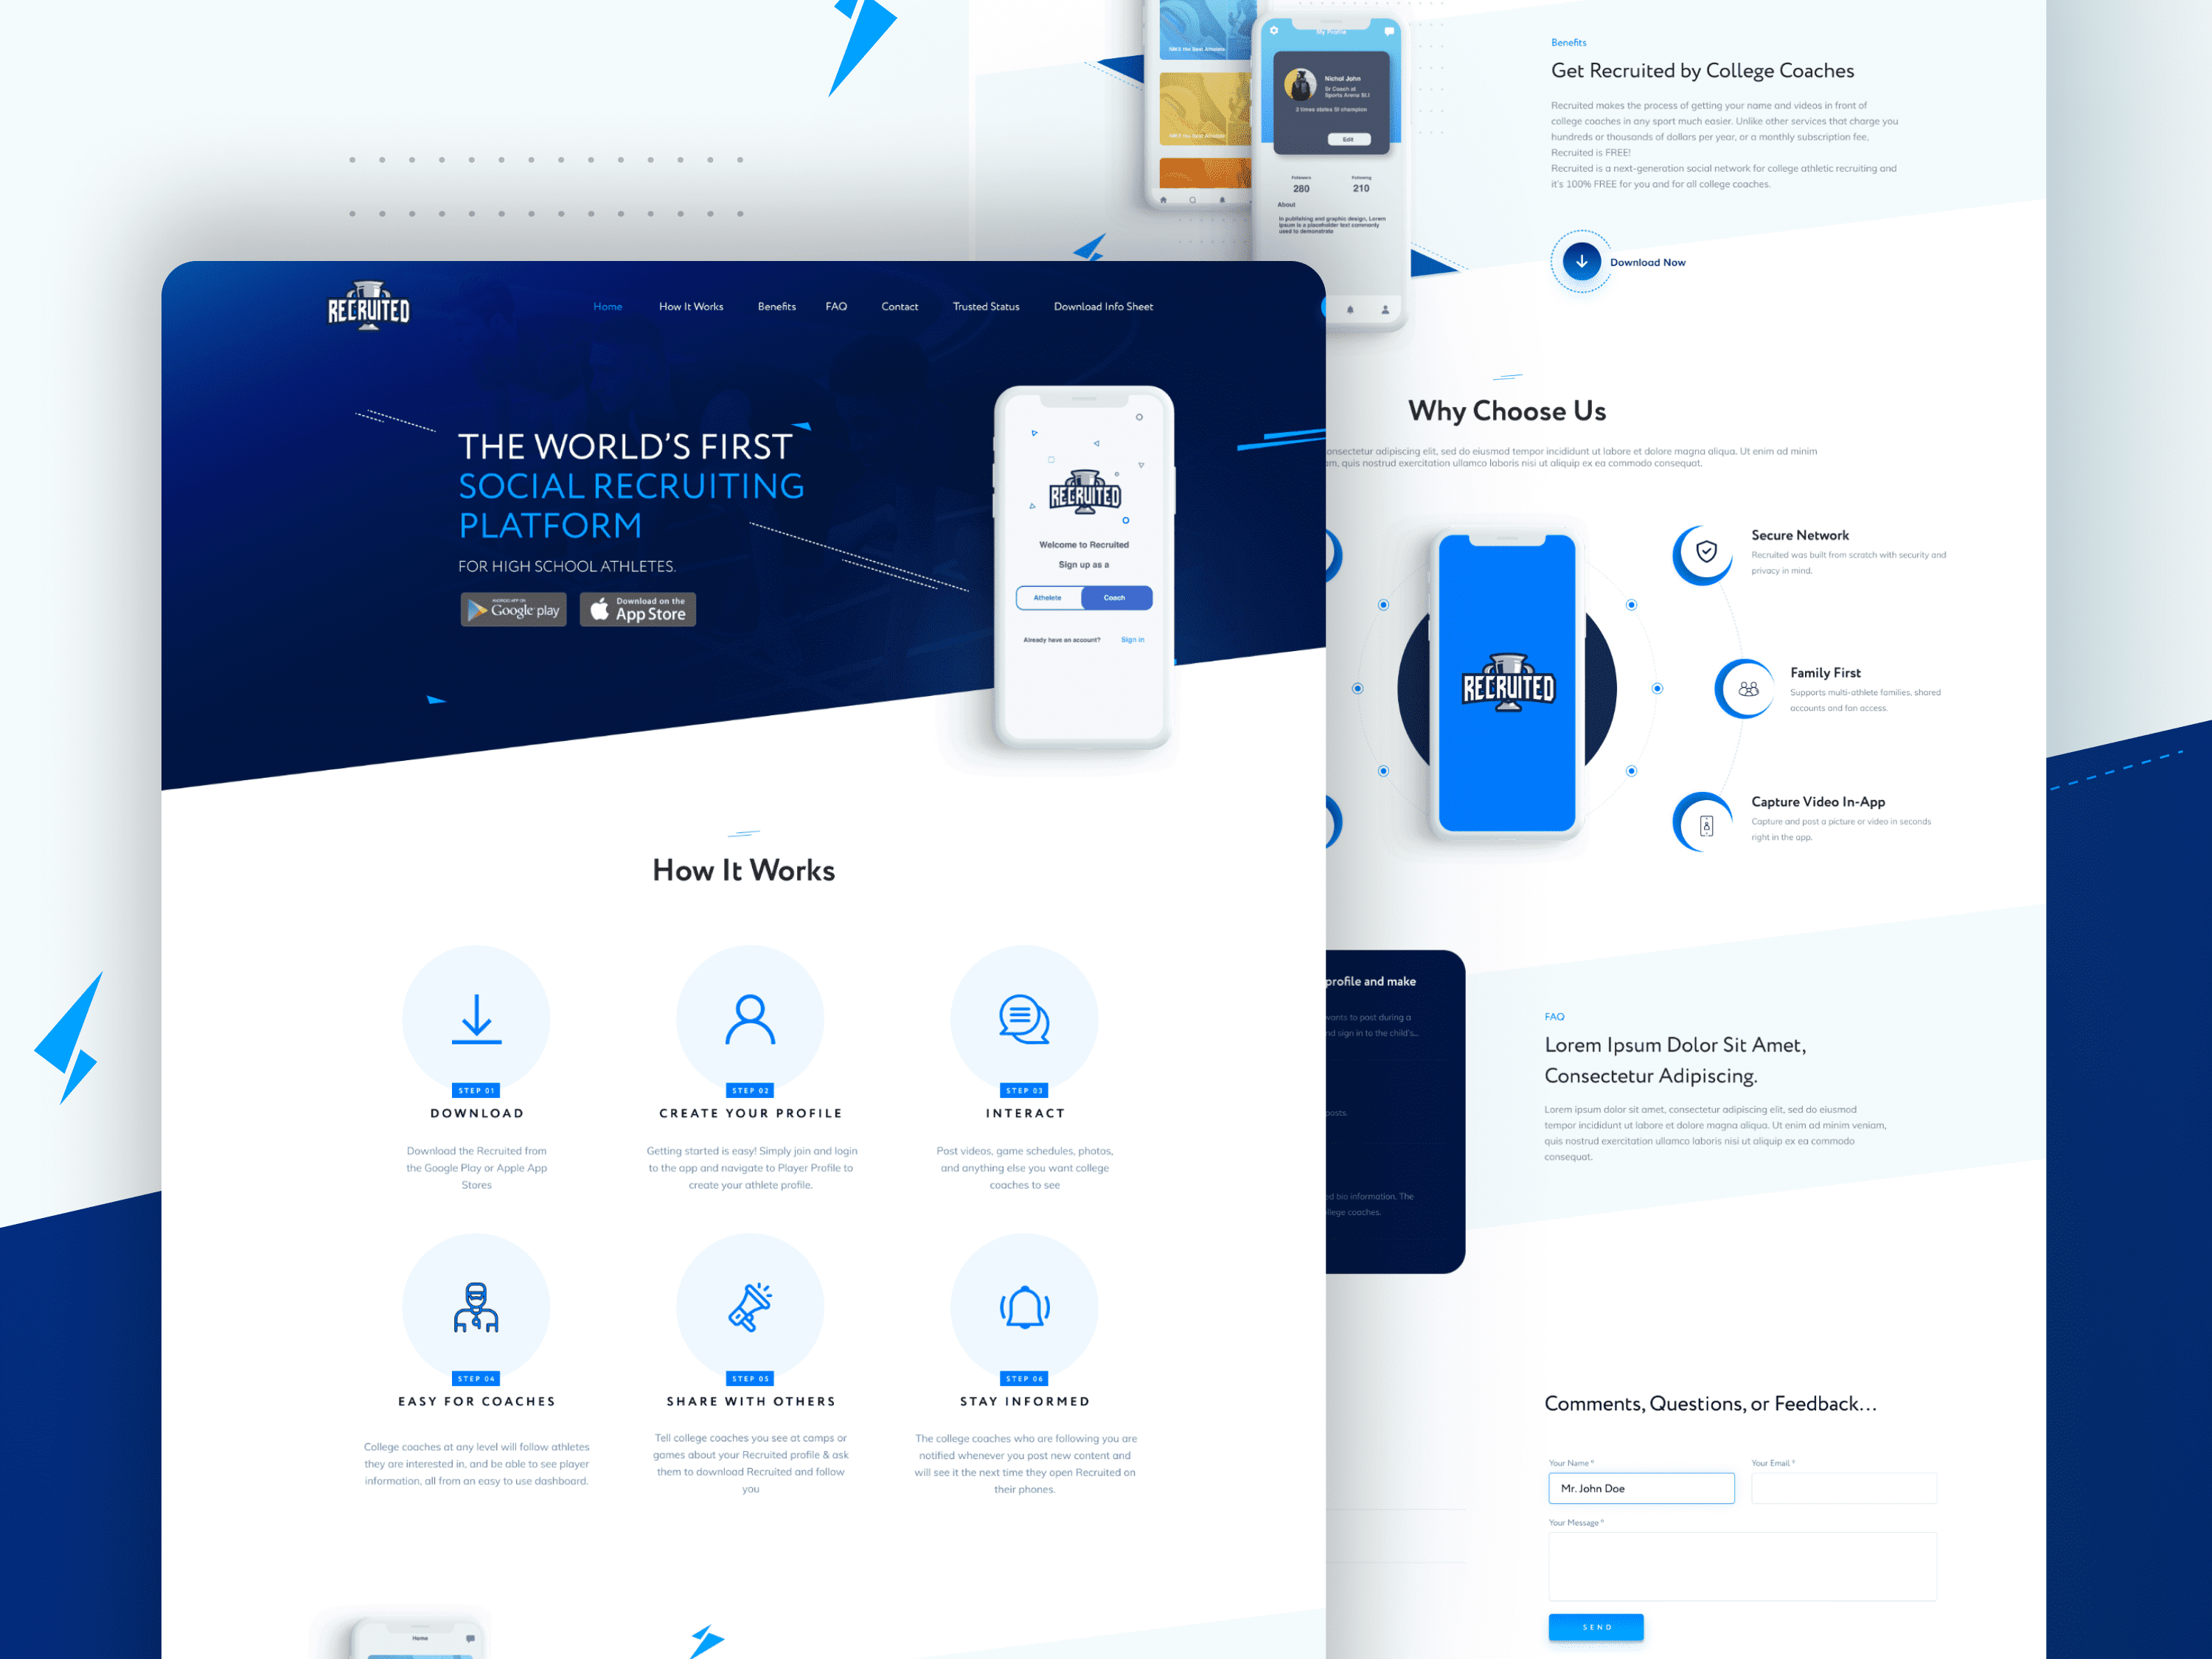 RECRUITED
Home
How It Works
Benefits
FAQ
Contact
Trusted Status
Download Info Sheet
THE WORLD'S FIRST
SOCIAL RECRUITING
PLATFORM
FOR HIGH SCHOOL ATHLETES.
ANDROID APP ON
Google play
Download on the
App Store
RECRUITED
Welcome to Recruited
Sign up as a
Athelete
Coach
Already have an account?
Sign in
How It Works
STEP 01
DOWNLOAD
Download the Recruited from
the Google Play or Apple App
Stores
STEP 02
CREATE YOUR PROFILE
Getting started is easy! Simply join and login
to the app and navigate to Player Profile to
create your athlete profile.
STEP 03
INTERACT
Post videos, game schedules, photos,
and anything else you want college
coaches to see
STEP 04
EASY FOR COACHES
College coaches at any level will follow athletes
they are interested in, and be able to see player
information, all from an easy to use dashboard.
STEP 05
SHARE WITH OTHERS
Tell college coaches you see at camps or
games about your Recruited profile & ask
them to download Recruited and follow
you
STEP 06
STAY INFORMED
The college coaches who are following you are
notified whenever you post new content and
will see it the next time they open Recruited on
their phones.
Home
NIKE the best Athelete
NIKE the best Athelete
My Profile
Nichol John
Sr Coach at
Sports Arena St.I
3 times states St champion
Edit
Followers
280
Following
210
About
In publishing and graphic design, Lorem
ipsum is a placeholder text commonly
used to demonstrate
Benefits
Get Recruited by College Coaches
Recruited makes the process of getting your name and videos in front of
college coaches in any sport much easier. Unlike other services that charge you
hundreds or thousands of dollars per year, or a monthly subscription fee,
Recruited is FREE!
Recruited is a next-generation social network for college athletic recruiting and
it's 100% FREE for you and for all college coaches.
Download Now
Why Choose Us
onsectetur adipiscing elit, sed do eiusmod tempor incididunt ut labore et dolore magna aliqua. Ut enim ad minim
m, quis nostrud exercitation ullamco laboris nisi ut aliquip ex ea commodo consequat.
RECRUITED
Secure Network
Recruited was built from scratch with security and
privacy in mind.
Family First
Supports multi-athlete families, shared
accounts and fan access.
Capture Video In-App
Capture and post a picture or video in seconds
right in the app.
profile and make
wants to post during a
nd sign in to the child's...
posts.
ed bio information. The
llege coaches.
FAQ
Lorem Ipsum Dolor Sit Amet,
Consectetur Adipiscing.
Lorem ipsum dolor sit amet, consectetur adipiscing elit, sed do eiusmod
tempor incididunt ut labore et dolore magna aliqua. Ut enim ad minim veniam,
quis nostrud exercitation ullamco laboris nisi ut aliquip ex ea commodo
consequat.
Comments, Questions, or Feedback...
Your Name *
Your Email *
Mr. John Doe
Your Message *
SEND